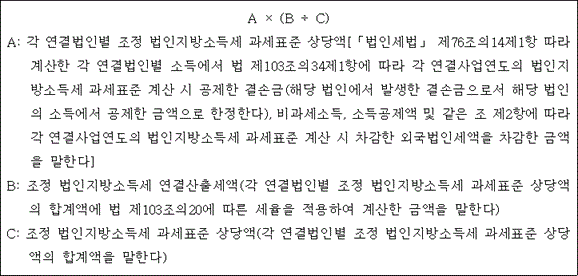 A × (B ÷ C)
A: 각 연결법인별 조정 법인지방소득세 과세표준 상당액[「법인세법」 제76조의14제1항 따라
계산한 각 연결법인별 소득에서 법 제103조의34제1항에 따라 각 연결사업연도의 법인지
방소득세 과세표준 계산 시 공제한 결손금(해당 법인에서 발생한 결손금으로서 해당 법인
의 소득에서 공제한 금액으로 한정한다), 비과세소득, 소득공제액 및 같은 조 제2항에 따라
각 연결사업연도의 법인지방소득세 과세표준 계산 시 차감한 외국법인세액을 차감한 금액
을 말한다]
B: 조정 법인지방소득세 연결산출세액(각 연결법인별 조정 법인지방소득세 과세표준 상당액
의 합계액에 법 제103조의20에 따른 세율을 적용하여 계산한 금액을 말한다)
C: 조정 법인지방소득세 과세표준 상당액(각 연결법인별 조정 법인지방소득세 과세표준 상당
액의 합계액을 말한다)